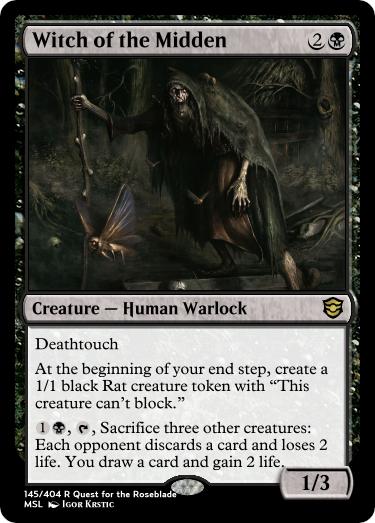 Witch of the Midden 2
Creature — Human Warlock
Deathtouch
At the beginning of your end step, create a
1/1 black Rat creature token with “This
creature can't block.”
1 , , Sacrifice three other creatures:
Each opponent discards a card and loses 2
life. You draw a card and gain 2 life.
1/3
145/404 R Quest for the Roseblade
MSL Igor Krstic